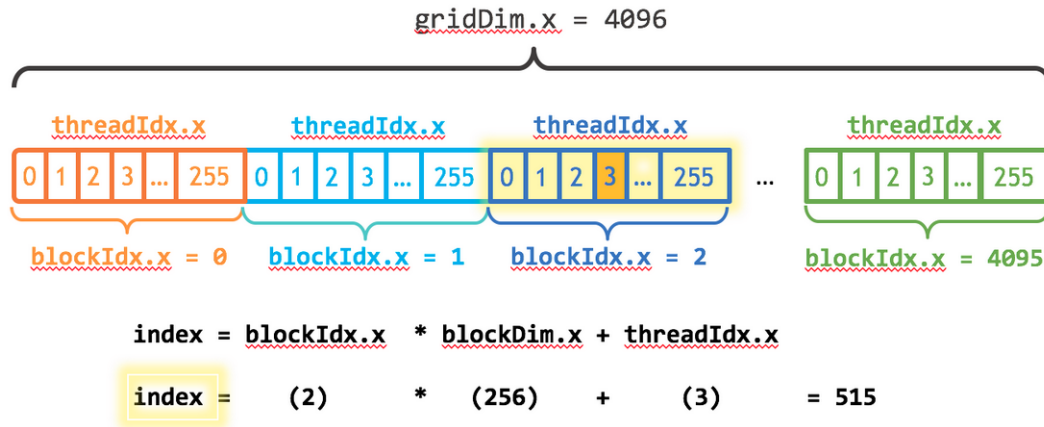 gridDim.x = 4096
threadIdx.x threadIdx.x threadIdx.x threadIdx.x
0 1 2 3 ... 255 0 1 2 3 ... 255 0 1 2 3 ... 255 ... 0 1 2 3 ... 255
blockIdx.x = 0 blockIdx.x = 1 blockIdx.x = 2 blockIdx.x = 4095
index = blockIdx.x * blockDim.x + threadIdx.x
index = (2) * (256) + (3) = 515